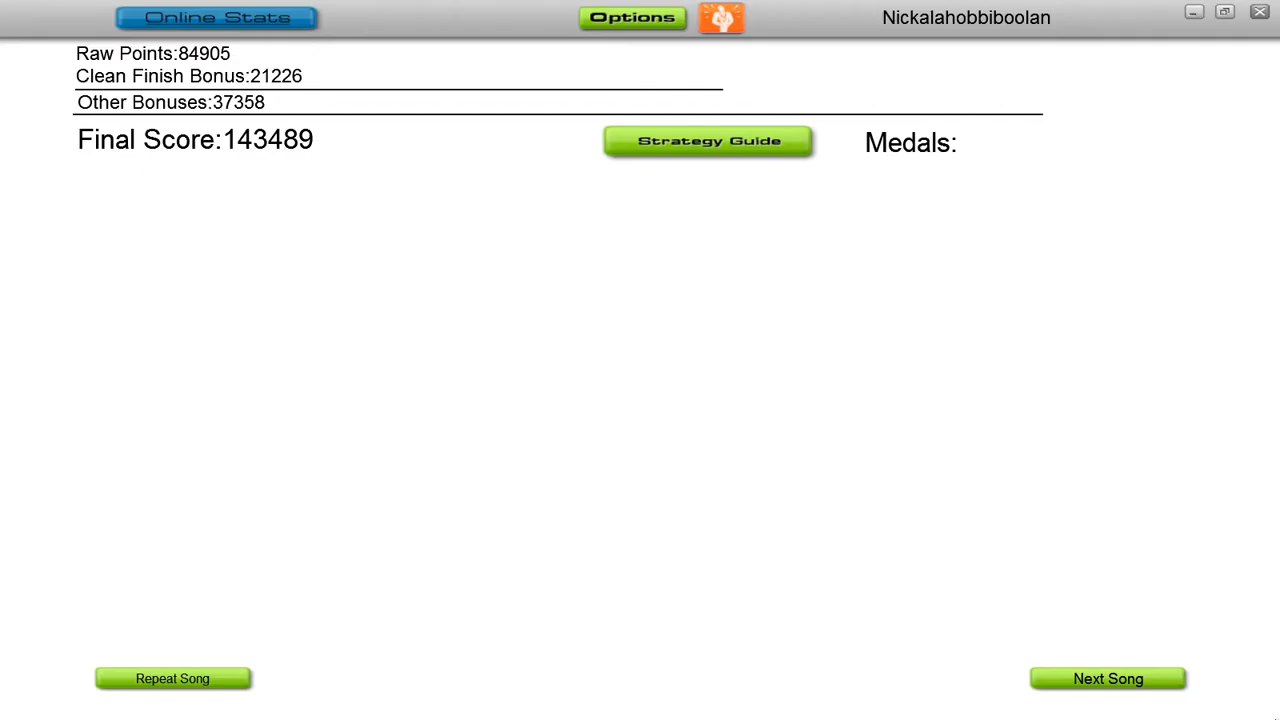 Online Stats Options Nickalahobbiboolan
Raw Points:84905
Clean Finish Bonus:21226
Other Bonuses:37358
Final Score:143489 Strategy Guide Medals:
Repeat Song Next Song